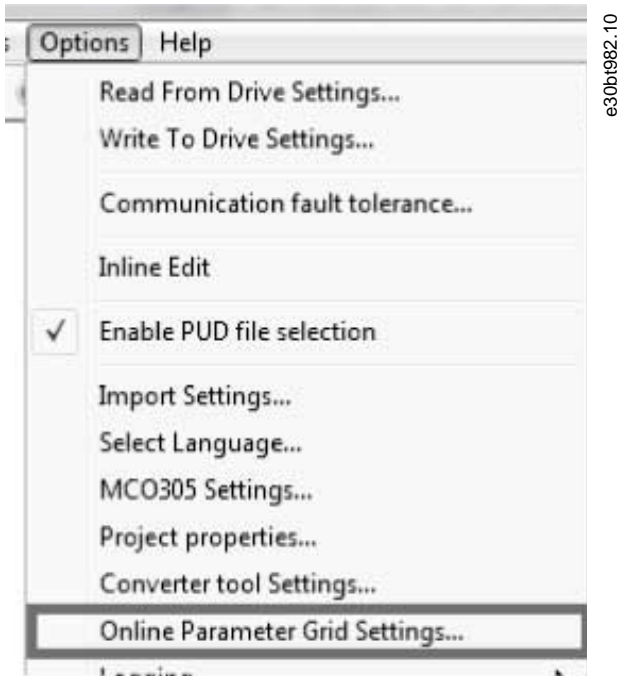 Options Help
Read From Drive Settings...
Write To Drive Settings...
Communication fault tolerance...
Inline Edit
Enable PUD file selection
Import Settings...
Select Language...
MCO305 Settings...
Project properties...
Converter tool Settings...
Online Parameter Grid Settings...
e30bt982.10